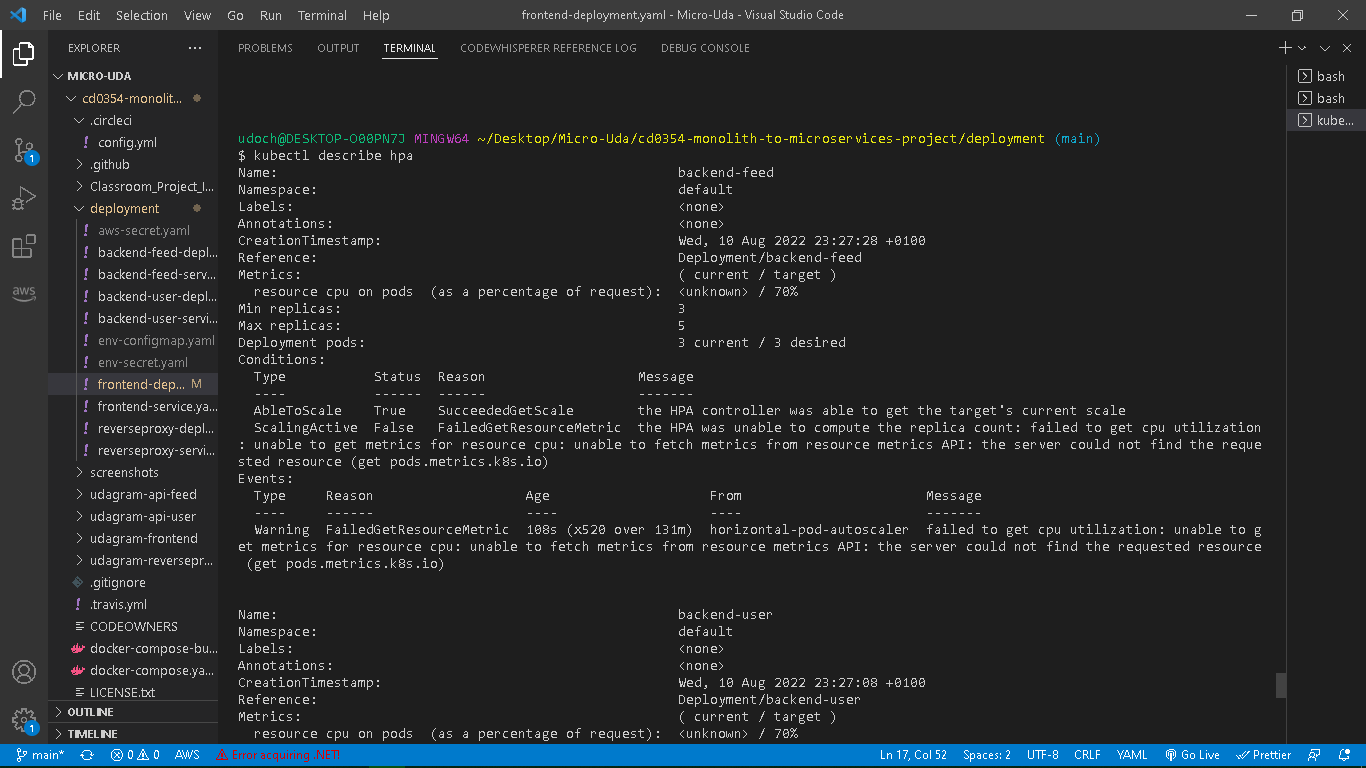 File Edit Selection View Go Run Terminal Help
frontend-deployment.yaml - Micro-Uda - Visual Studio Code
EXPLORER
MICRO-UDA
cd0354-monolit...
.circleci
config.yml
.github
Classroom_Project_I...
deployment
aws-secret.yaml
backend-feed-depl...
backend-feed-serv...
backend-user-depl...
backend-user-servi...
env-configmap.yaml
env-secret.yaml
frontend-dep... M
frontend-service.ya...
reverseproxy-depl...
reverseproxy-servi...
screenshots
udagram-api-feed
udagram-api-user
udagram-frontend
udagram-reversepr...
.gitignore
.travis.yml
CODEOWNERS
docker-compose-bu...
docker-compose.ya...
LICENSE.txt
OUTLINE
TIMELINE
1
aws
1
PROBLEMS OUTPUT TERMINAL CODEWHISPERER REFERENCE LOG DEBUG CONSOLE
bash
bash
kube...
udoch@DESKTOP-O00PN7J MINGW64 ~/Desktop/Micro-Uda/cd0354-monolith-to-microservices-project/deployment (main)
$ kubectl describe hpa
Name: backend-feed
Namespace: default
Labels: <none>
Annotations: <none>
CreationTimestamp: Wed, 10 Aug 2022 23:27:28 +0100
Reference: Deployment/backend-feed
Metrics: ( current / target )
resource cpu on pods (as a percentage of request): <unknown> / 70%
Min replicas: 3
Max replicas: 5
Deployment pods: 3 current / 3 desired
Conditions:
Type Status Reason Message
---- ------ ------ -------
AbleToScale True SucceededGetScale the HPA controller was able to get the target's current scale
ScalingActive False FailedGetResourceMetric the HPA was unable to compute the replica count: failed to get cpu utilization
: unable to get metrics for resource cpu: unable to fetch metrics from resource metrics API: the server could not find the reque
sted resource (get pods.metrics.k8s.io)
Events:
Type Reason Age From Message
---- ------ ---- ---- -------
Warning FailedGetResourceMetric 108s (x520 over 131m) horizontal-pod-autoscaler failed to get cpu utilization: unable to g
et metrics for resource cpu: unable to fetch metrics from resource metrics API: the server could not find the requested resource
(get pods.metrics.k8s.io)
Name: backend-user
Namespace: default
Labels: <none>
Annotations: <none>
CreationTimestamp: Wed, 10 Aug 2022 23:27:08 +0100
Reference: Deployment/backend-user
Metrics: ( current / target )
resource cpu on pods (as a percentage of request): <unknown> / 70%
main* 0 0 AWS Error acquiring .NET! Ln 17, Col 52 Spaces: 2 UTF-8 CRLF YAML Go Live Prettier